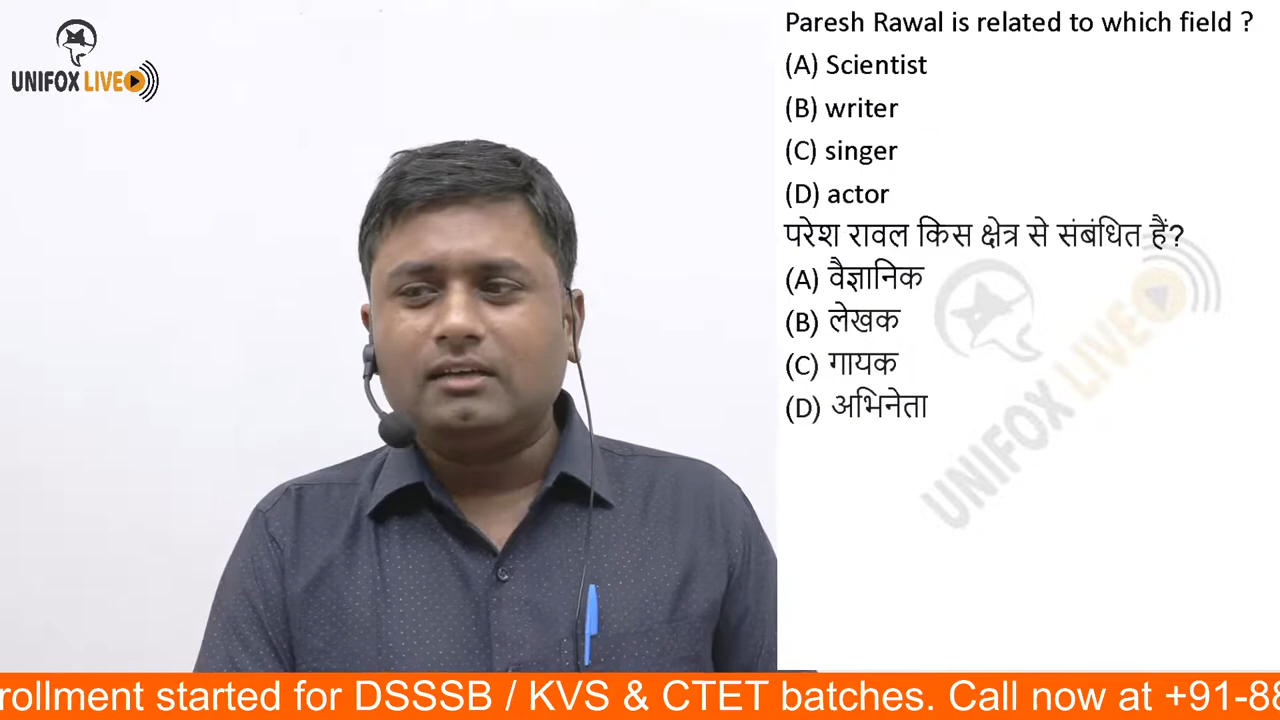 UNIFOX LIVE
Paresh Rawal is related to which field ?
(A) Scientist
(B) writer
(C) singer
(D) actor
परेश रावल किस क्षेत्र से संबंधित हैं?
(A) वैज्ञानिक
(B) लेखक
(C) गायक
(D) अभिनेता
UNIFOX LIVE
rollment started for DSSSB / KVS & CTET batches. Call now at +91-88